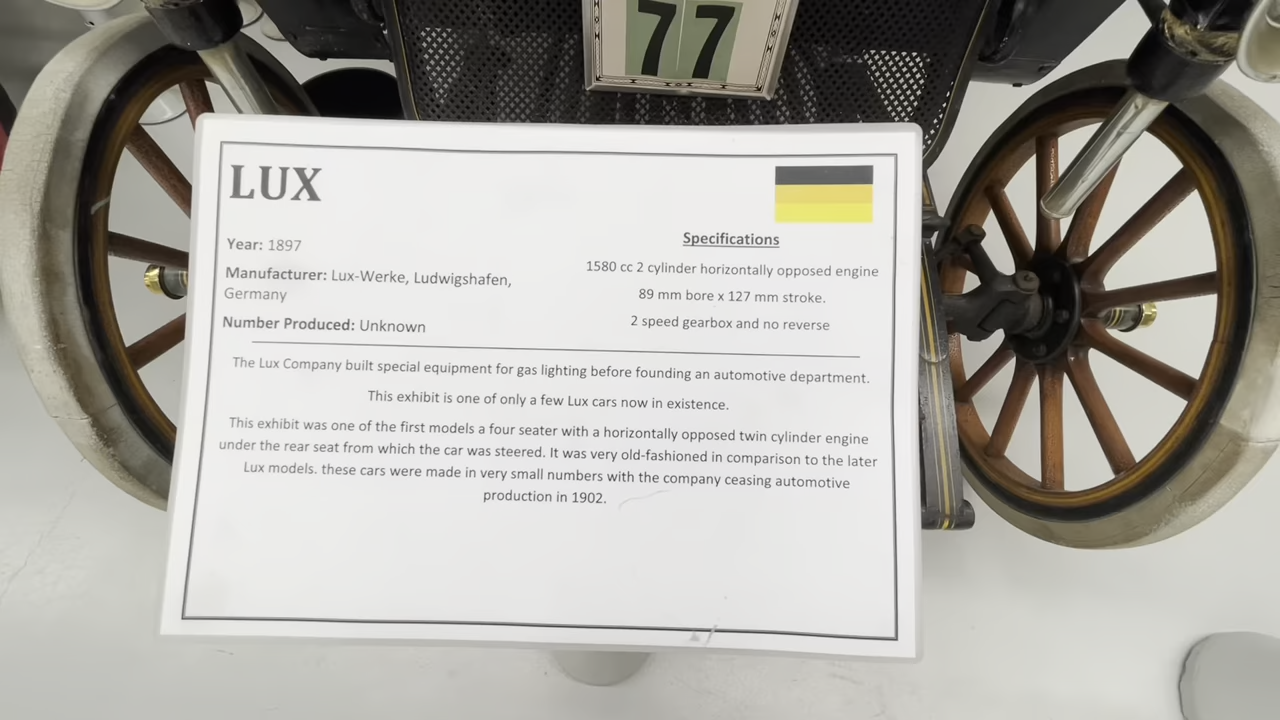 77
LUX
Year: 1897
Manufacturer: Lux-Werke, Ludwigshafen,
Germany
Number Produced: Unknown
Specifications
1580 cc 2 cylinder horizontally opposed engine
89 mm bore x 127 mm stroke.
2 speed gearbox and no reverse
The Lux Company built special equipment for gas lighting before founding an automotive department.
This exhibit is one of only a few Lux cars now in existence.
This exhibit was one of the first models a four seater with a horizontally opposed twin cylinder engine
under the rear seat from which the car was steered. It was very old-fashioned in comparison to the later
Lux models. these cars were made in very small numbers with the company ceasing automotive
production in 1902.